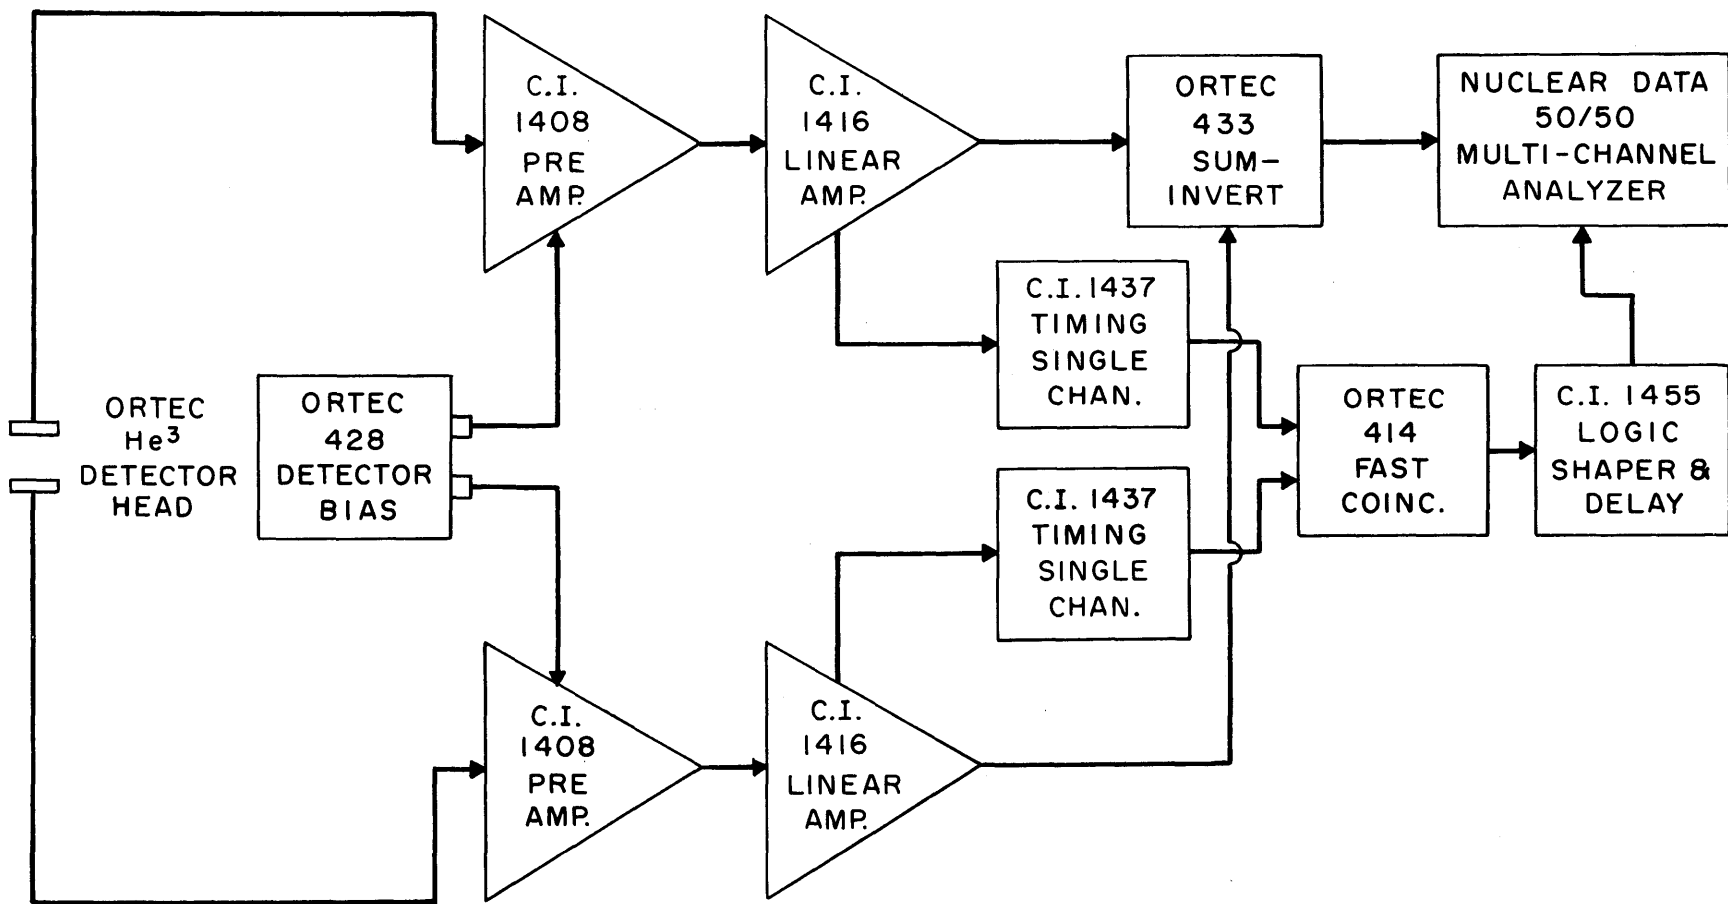 C.I.
1408
PRE
AMP.
C.I.
1416
LINEAR
AMP.
ORTEC
433
SUM-
INVERT
NUCLEAR DATA
50/50
MULTI-CHANNEL
ANALYZER
C.I. 1437
TIMING
SINGLE
CHAN.
ORTEC
He³
DETECTOR
HEAD
ORTEC
428
DETECTOR
BIAS
ORTEC
414
FAST
COINC.
C.I. 1455
LOGIC
SHAPER &
DELAY
C.I. 1437
TIMING
SINGLE
CHAN.
C.I.
1408
PRE
AMP.
C.I.
1416
LINEAR
AMP.